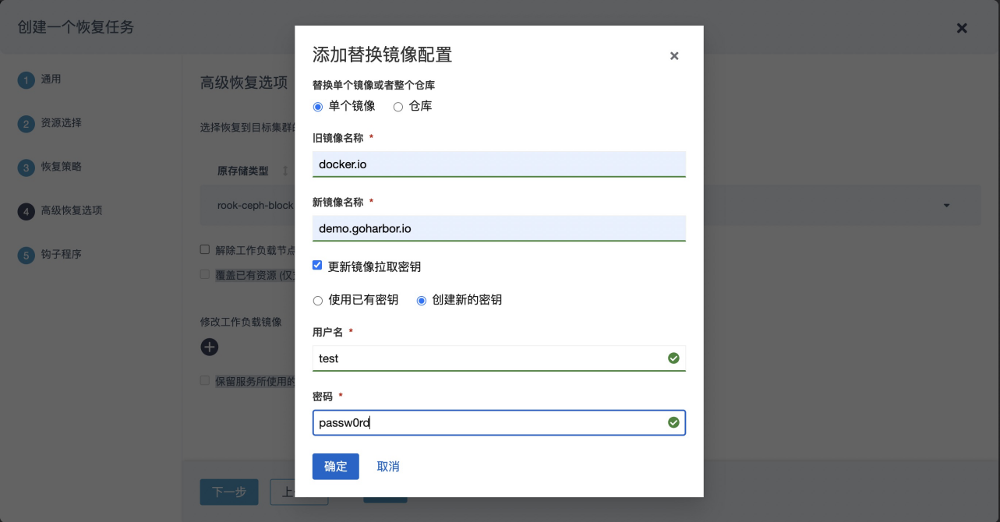 创建一个恢复任务
1 通用
2 资源选择
3 恢复策略
4 高级恢复选项
5 钩子程序
高级恢复选项
选择恢复到目标集群的
原存储类型
rook-ceph-block
解除工作负载节点
覆盖已有资源 (仅
修改工作负载镜像
保留服务所使用的
下一步
上
添加替换镜像配置
替换单个镜像或者整个仓库
单个镜像 仓库
旧镜像名称 *
docker.io
新镜像名称 *
demo.goharbor.io
更新镜像拉取密钥
使用已有密钥 创建新的密钥
用户名 *
test
密码 *
passw0rd
确定 取消